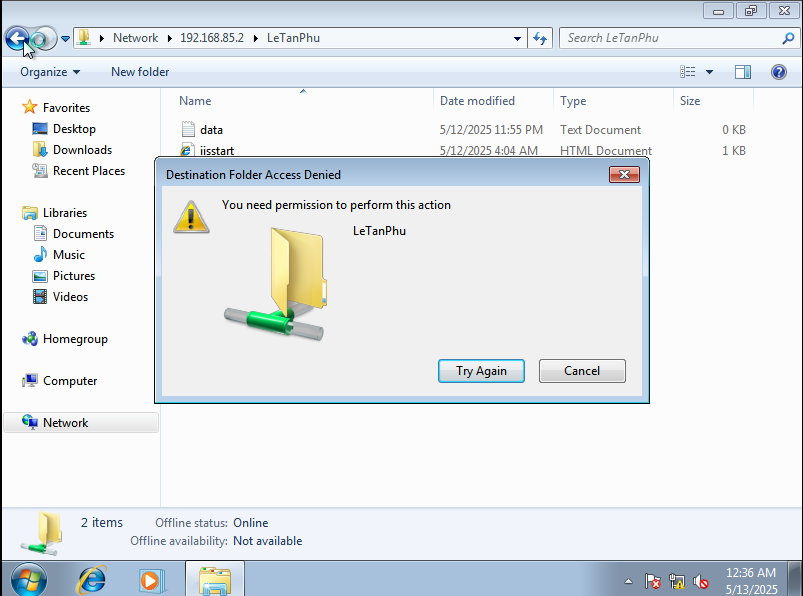 Network
192.168.85.2
LeTanPhu
Search LeTanPhu
Organize
New folder
Name
Date modified
Type
Size
Favorites
Desktop
Downloads
Recent Places
Libraries
Documents
Music
Pictures
Videos
Homegroup
Computer
Network
data 5/12/2025 11:55 PM Text Document 0 KB
iisstart 5/12/2025 4:04 AM HTML Document 1 KB
Destination Folder Access Denied
You need permission to perform this action
LeTanPhu
Try Again
Cancel
2 items Offline status: Online
Offline availability: Not available
12:36 AM
5/13/2025